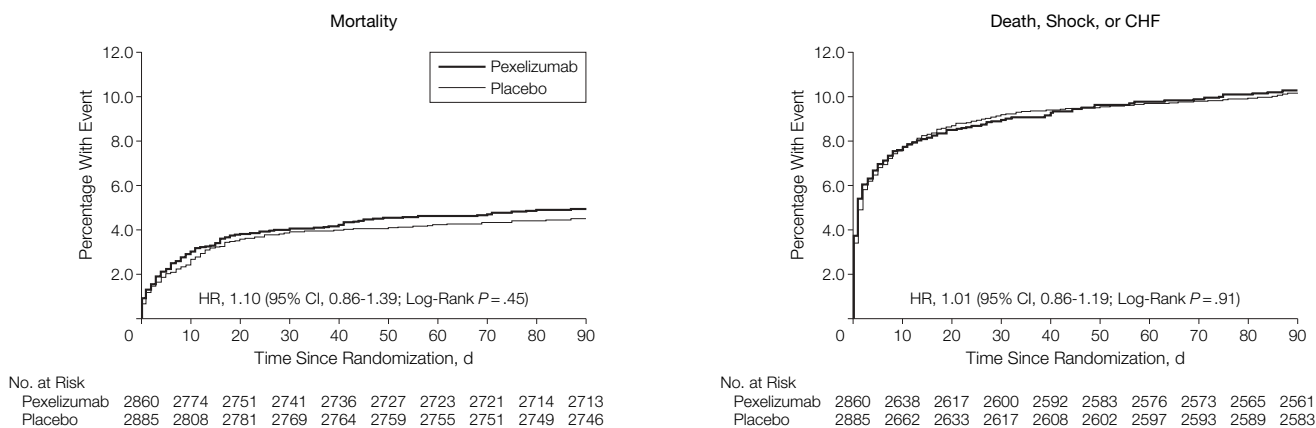 Mortality
12.0
10.0
8.0
6.0
4.0
2.0
Percentage With Event
Pexelizumab
Placebo
HR, 1.10 (95% CI, 0.86-1.39; Log-Rank P = .45)
0 10 20 30 40 50 60 70 80 90
Time Since Randomization, d
No. at Risk
Pexelizumab 2860 2774 2751 2741 2736 2727 2723 2721 2714 2713
Placebo 2885 2808 2781 2769 2764 2759 2755 2751 2749 2746
Death, Shock, or CHF
12.0
10.0
8.0
6.0
4.0
2.0
Percentage With Event
HR, 1.01 (95% CI, 0.86-1.19; Log-Rank P = .91)
0 10 20 30 40 50 60 70 80 90
Time Since Randomization, d
No. at Risk
Pexelizumab 2860 2638 2617 2600 2592 2583 2576 2573 2565 2561
Placebo 2885 2662 2633 2617 2608 2602 2597 2593 2589 2583